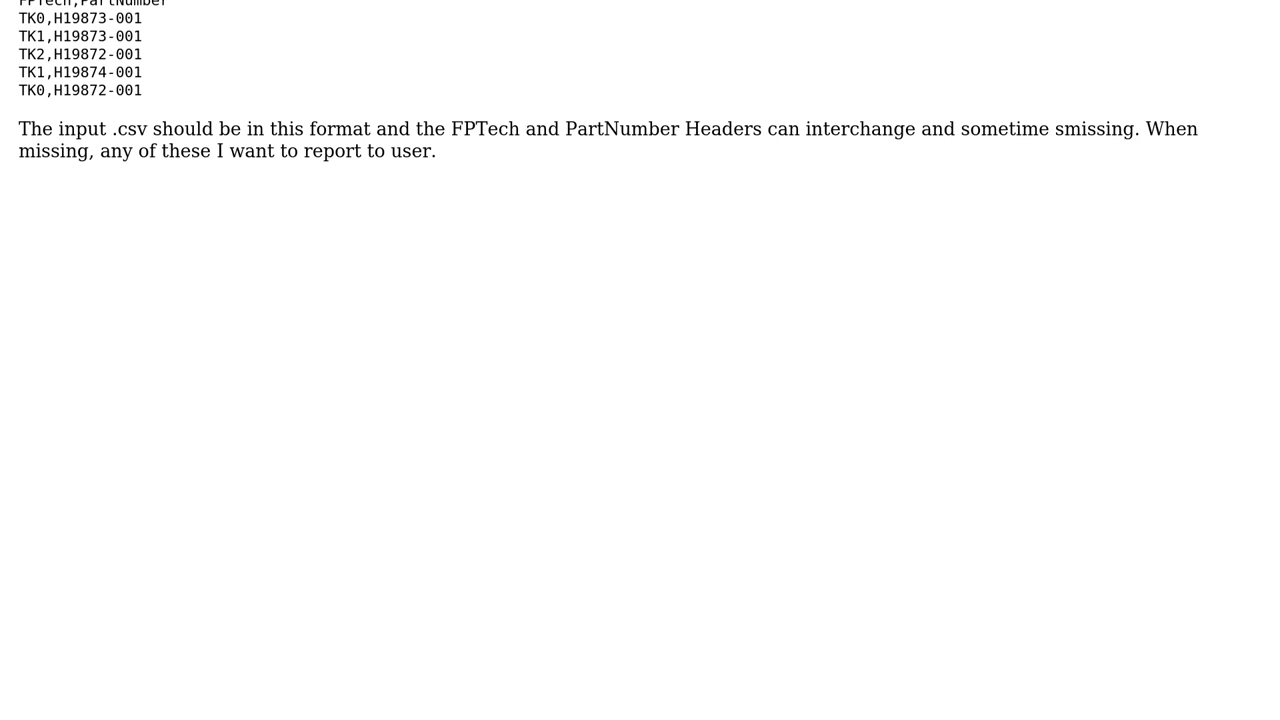 FPTech,PartNumber
TK0,H19873-001
TK1,H19873-001
TK2,H19872-001
TK1,H19874-001
TK0,H19872-001
The input .csv should be in this format and the FPTech and PartNumber Headers can interchange and sometime smissing. When
missing, any of these I want to report to user.